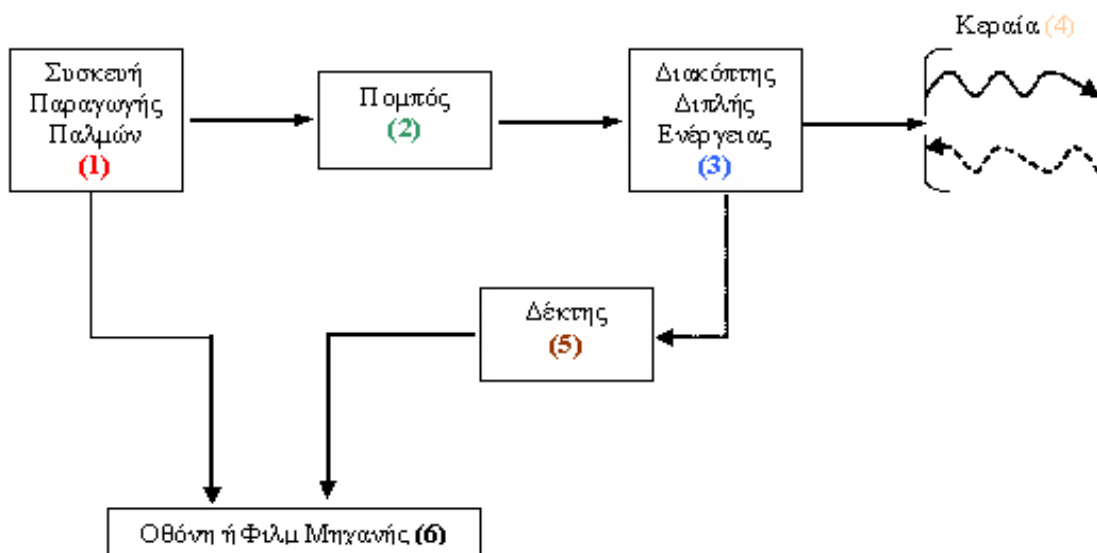 Κεραία (4)
Συσκευή
Παραγωγής
Παλμών
(1)
Πομπός
(2)
Διακόπτης
Διπλής
Ενέργειας
(3)
Δέκτης
(5)
Οθόνη ή Φιλμ Μηχανής (6)